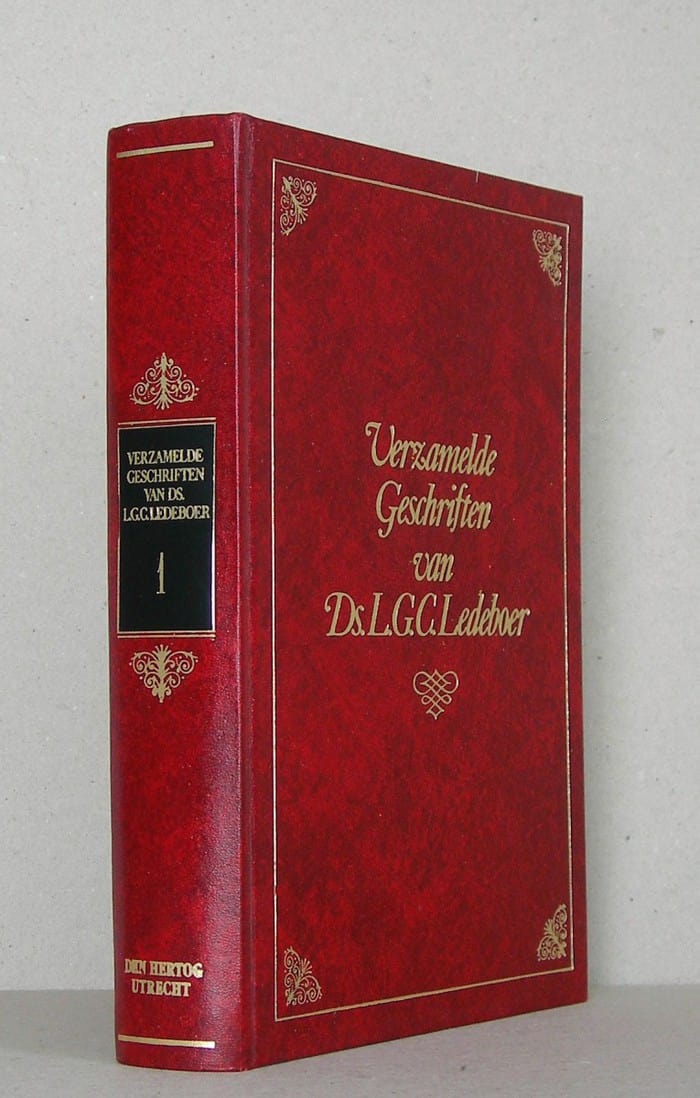 VERZAMELDE
GESCHRIFTEN
VAN DS.
L.G.C. LEDEBOER
1
DEN HERTOG
UTRECHT
Verzamelde
Geschriften
van
Ds. L.G.C. Ledeboer